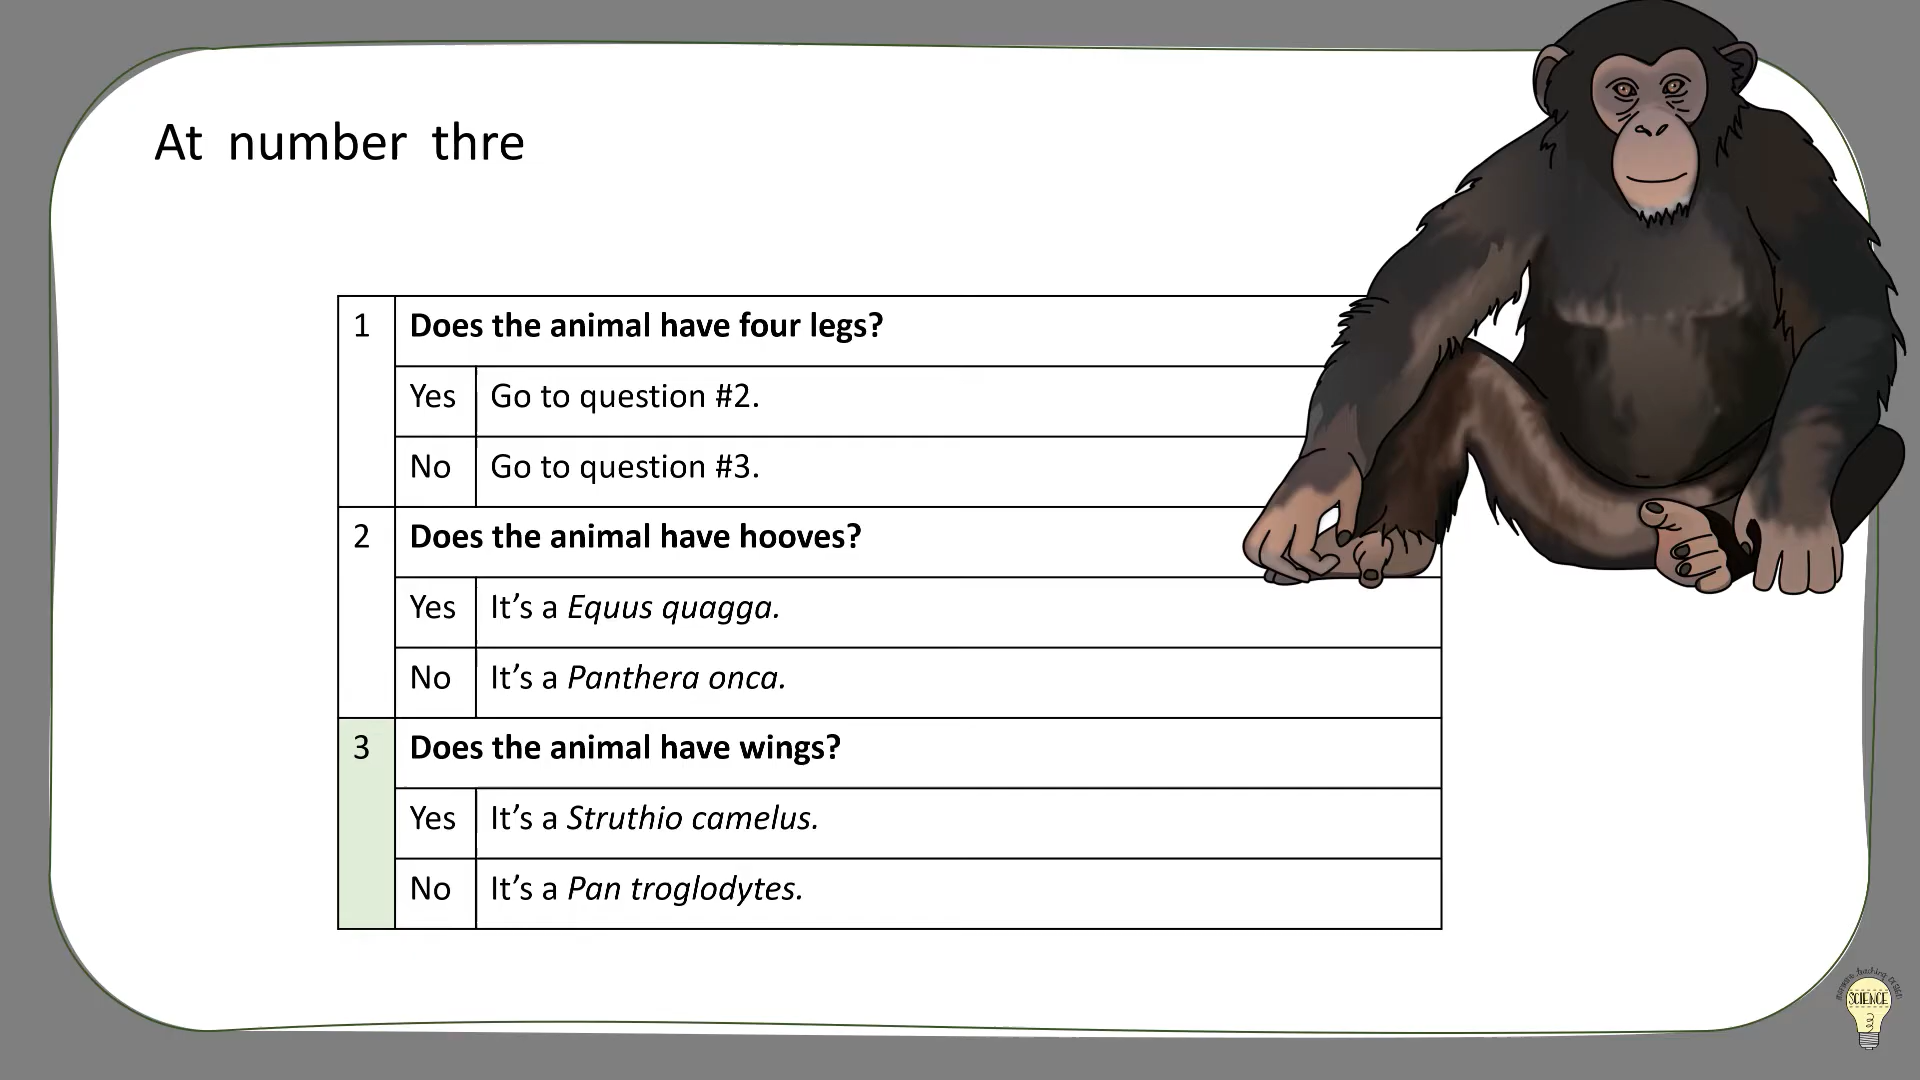 At number thre
1 Does the animal have four legs?
Yes Go to question #2.
No Go to question #3.
2 Does the animal have hooves?
Yes It’s a Equus quagga.
No It’s a Panthera onca.
3 Does the animal have wings?
Yes It’s a Struthio camelus.
No It’s a Pan troglodytes.
SCIENCE